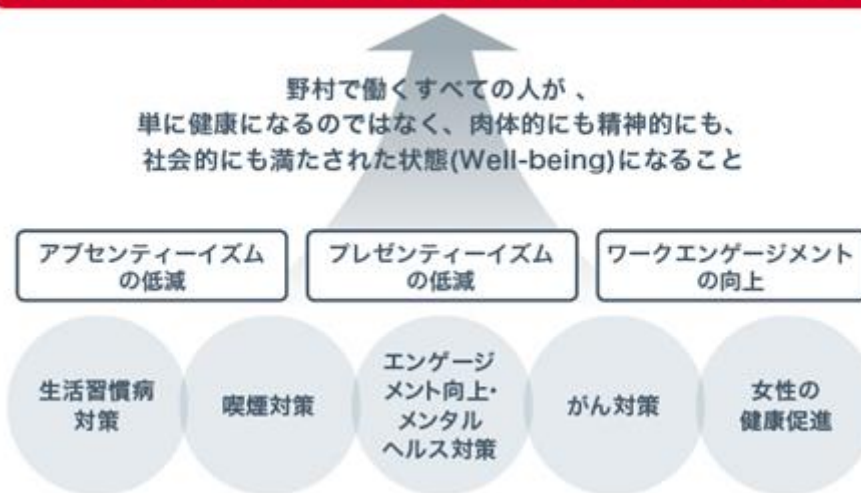 野村で働くすべての人が 、
単に健康になるのではなく、肉体的にも精神的にも、
社会的にも満たされた状態(Well-being)になること
アブセンティーイズム
の低減
プレゼンティーイズム
の低減
ワークエンゲージメント
の向上
生活習慣病
対策
喫煙対策
エンゲージ
メント向上・
メンタル
ヘルス対策
がん対策
女性の
健康促進